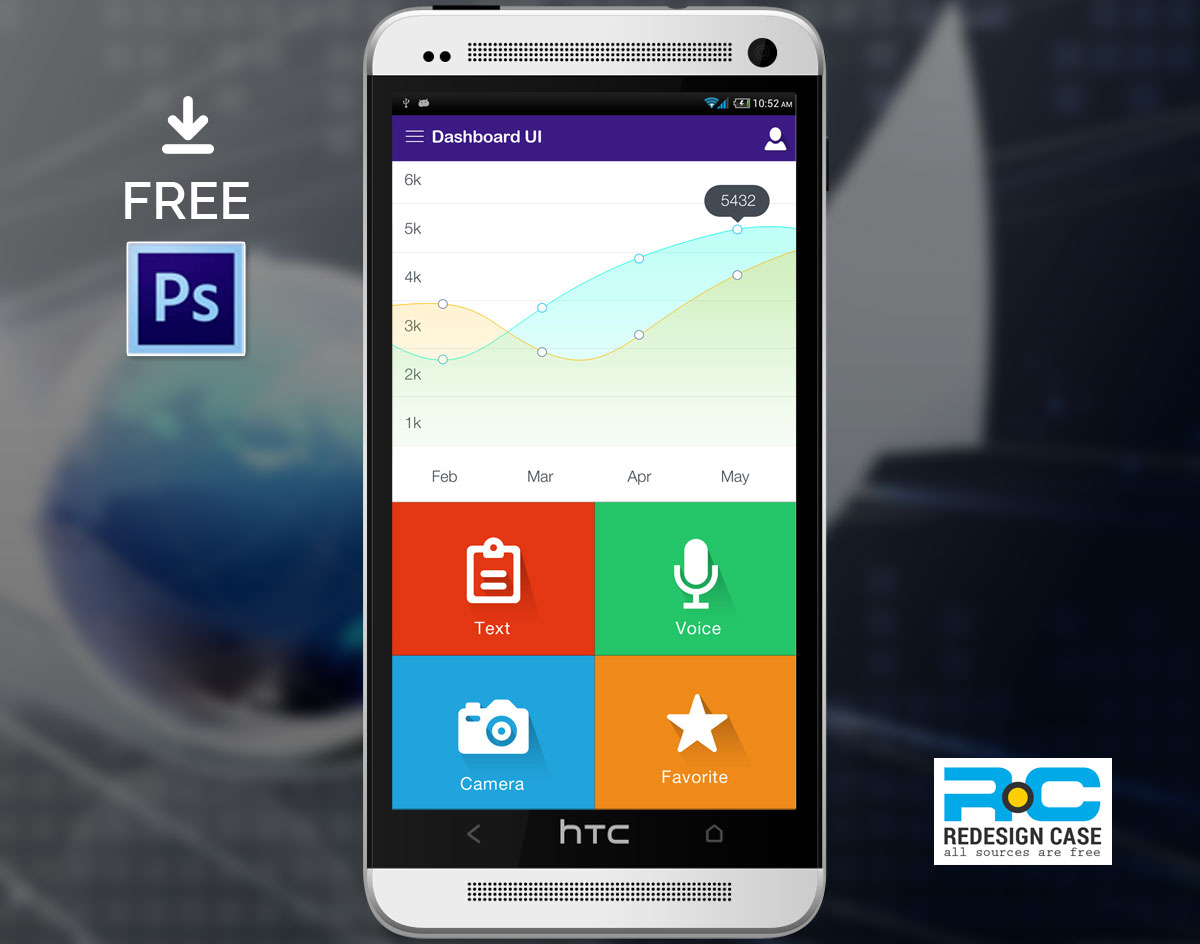 FREE
Ps
10:52 AM
Dashboard UI
6k
5432
5k
4k
3k
2k
1k
Feb Mar Apr May
Text
Voice
Camera
Favorite
hTC
RC
REDESIGN CASE
all sources are free